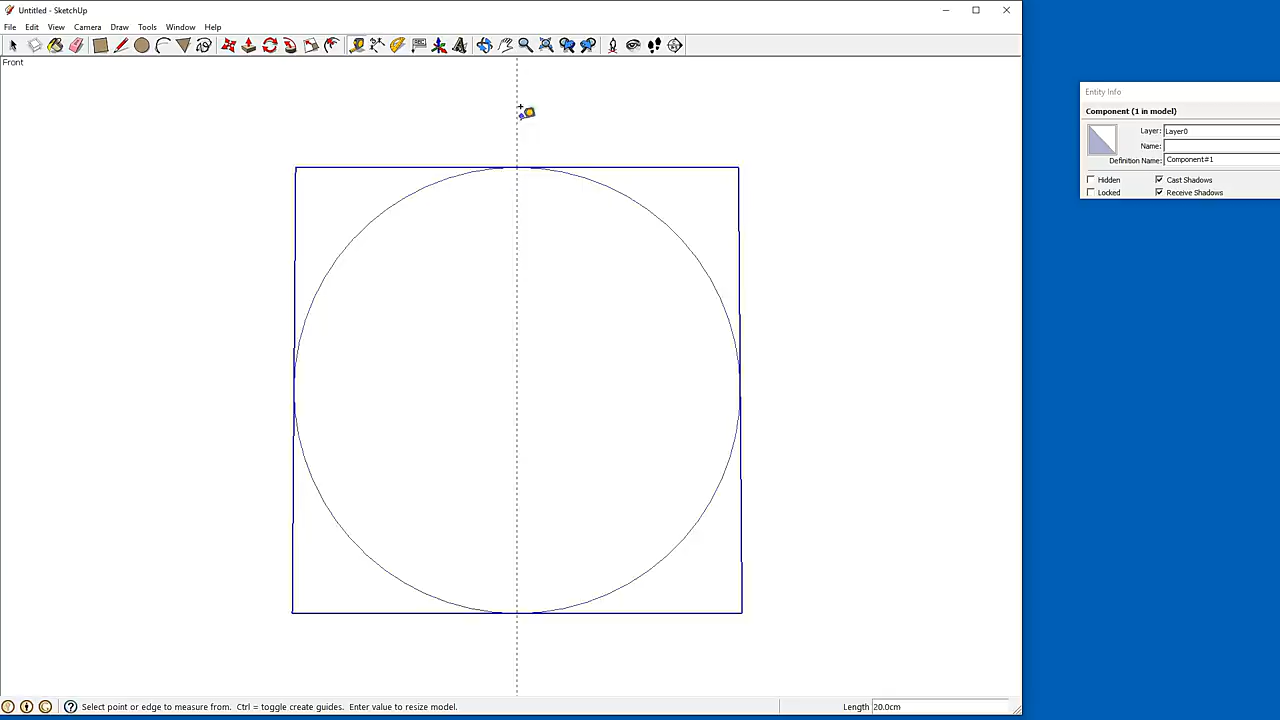 Untitled - SketchUp
File Edit View Camera Draw Tools Window Help
Front
Entity Info
Component (1 in model)
Layer: Layer0
Name:
Definition Name: Component#1
Hidden Cast Shadows
Locked Receive Shadows
Select point or edge to measure from. Ctrl = toggle create guides. Enter value to resize model. Length 20.0cm